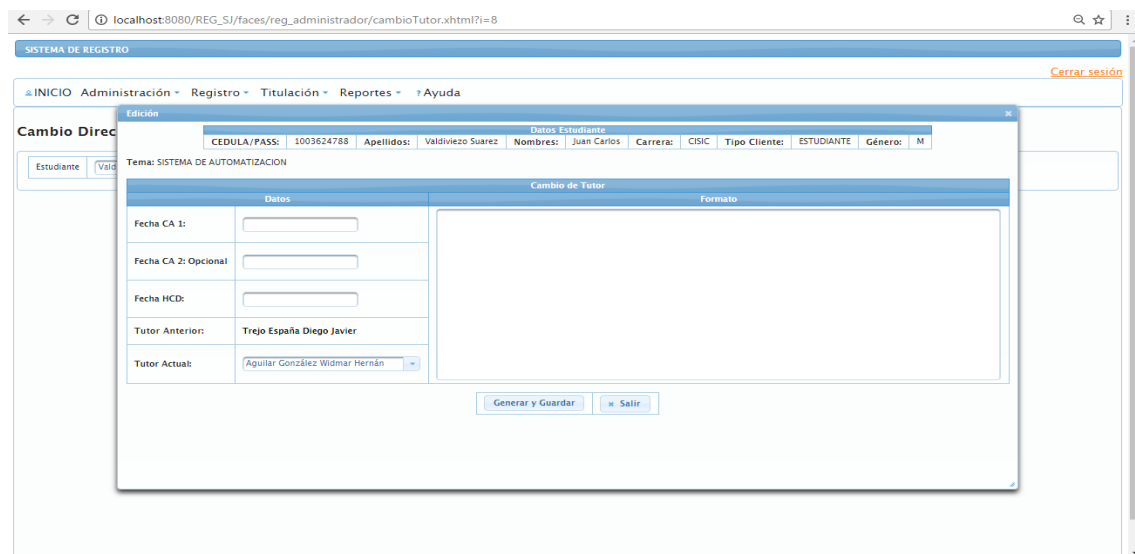 localhost:8080/REG_SJ/faces/reg_administrador/cambioTutor.xhtml?i=8
SISTEMA DE REGISTRO
Cerrar sesión
INICIO Administración Registro Titulación Reportes ? Ayuda
Edición
Cambio Direc
Datos Estudiante
CEDULA/PASS: 1003624788 Apellidos: Valdiviezo Suarez Nombres: Juan Carlos Carrera: CISIC Tipo Cliente: ESTUDIANTE Género: M
Estudiante Vald
Tema: SISTEMA DE AUTOMATIZACION
Cambio de Tutor
Datos Formato
Fecha CA 1:
Fecha CA 2: Opcional
Fecha HCD:
Tutor Anterior: Trejo España Diego Javier
Tutor Actual: Aguilar González Widmar Hernán
Generar y Guardar Salir